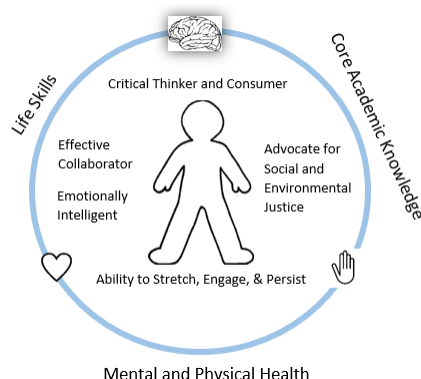 Life Skills
Core Academic Knowledge
Critical Thinker and Consumer
Effective
Collaborator
Emotionally
Intelligent
Advocate for
Social and
Environmental
Justice
Ability to Stretch, Engage, & Persist
Mental and Physical Health